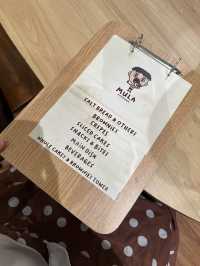 MULA
SALT BREAD & OTHERS
BROWNIES
CREPES
SLICED CAKES
SNACKS & BITES
MAIN DISH
BEVERAGES
WHOLE CAKES & BROWNIES TOWER